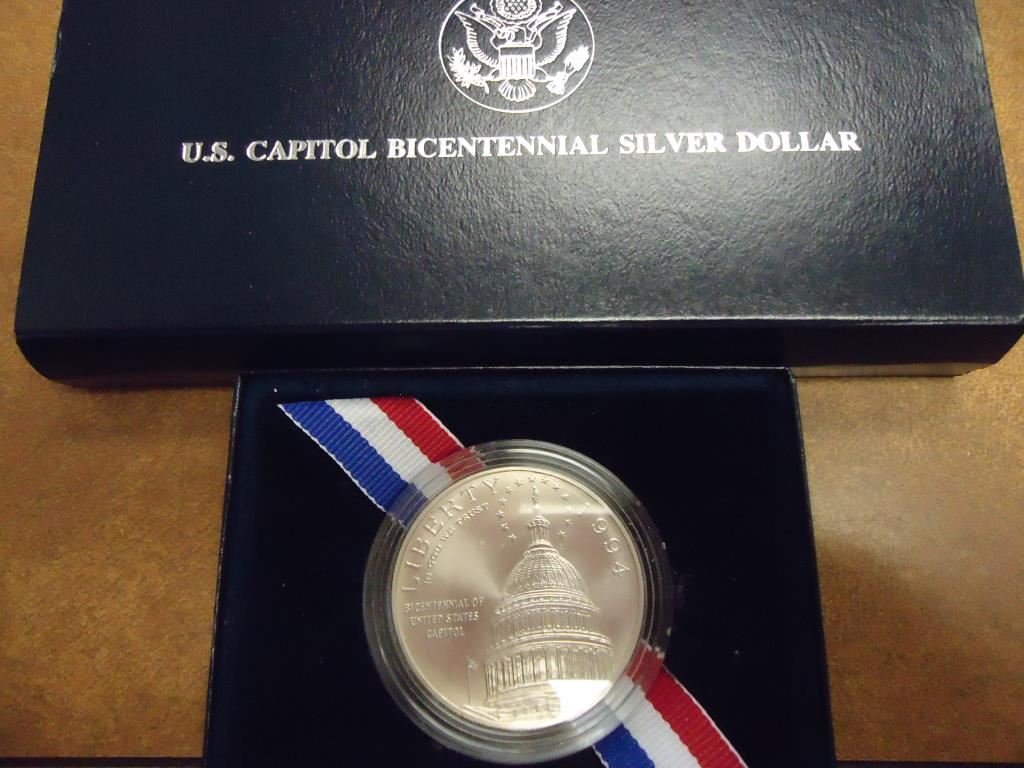 U.S. CAPITOL BICENTENNIAL SILVER DOLLAR
LIBERTY
IN GOD WE TRUST
1994
BICENTENNIAL OF
UNITED STATES
CAPITOL